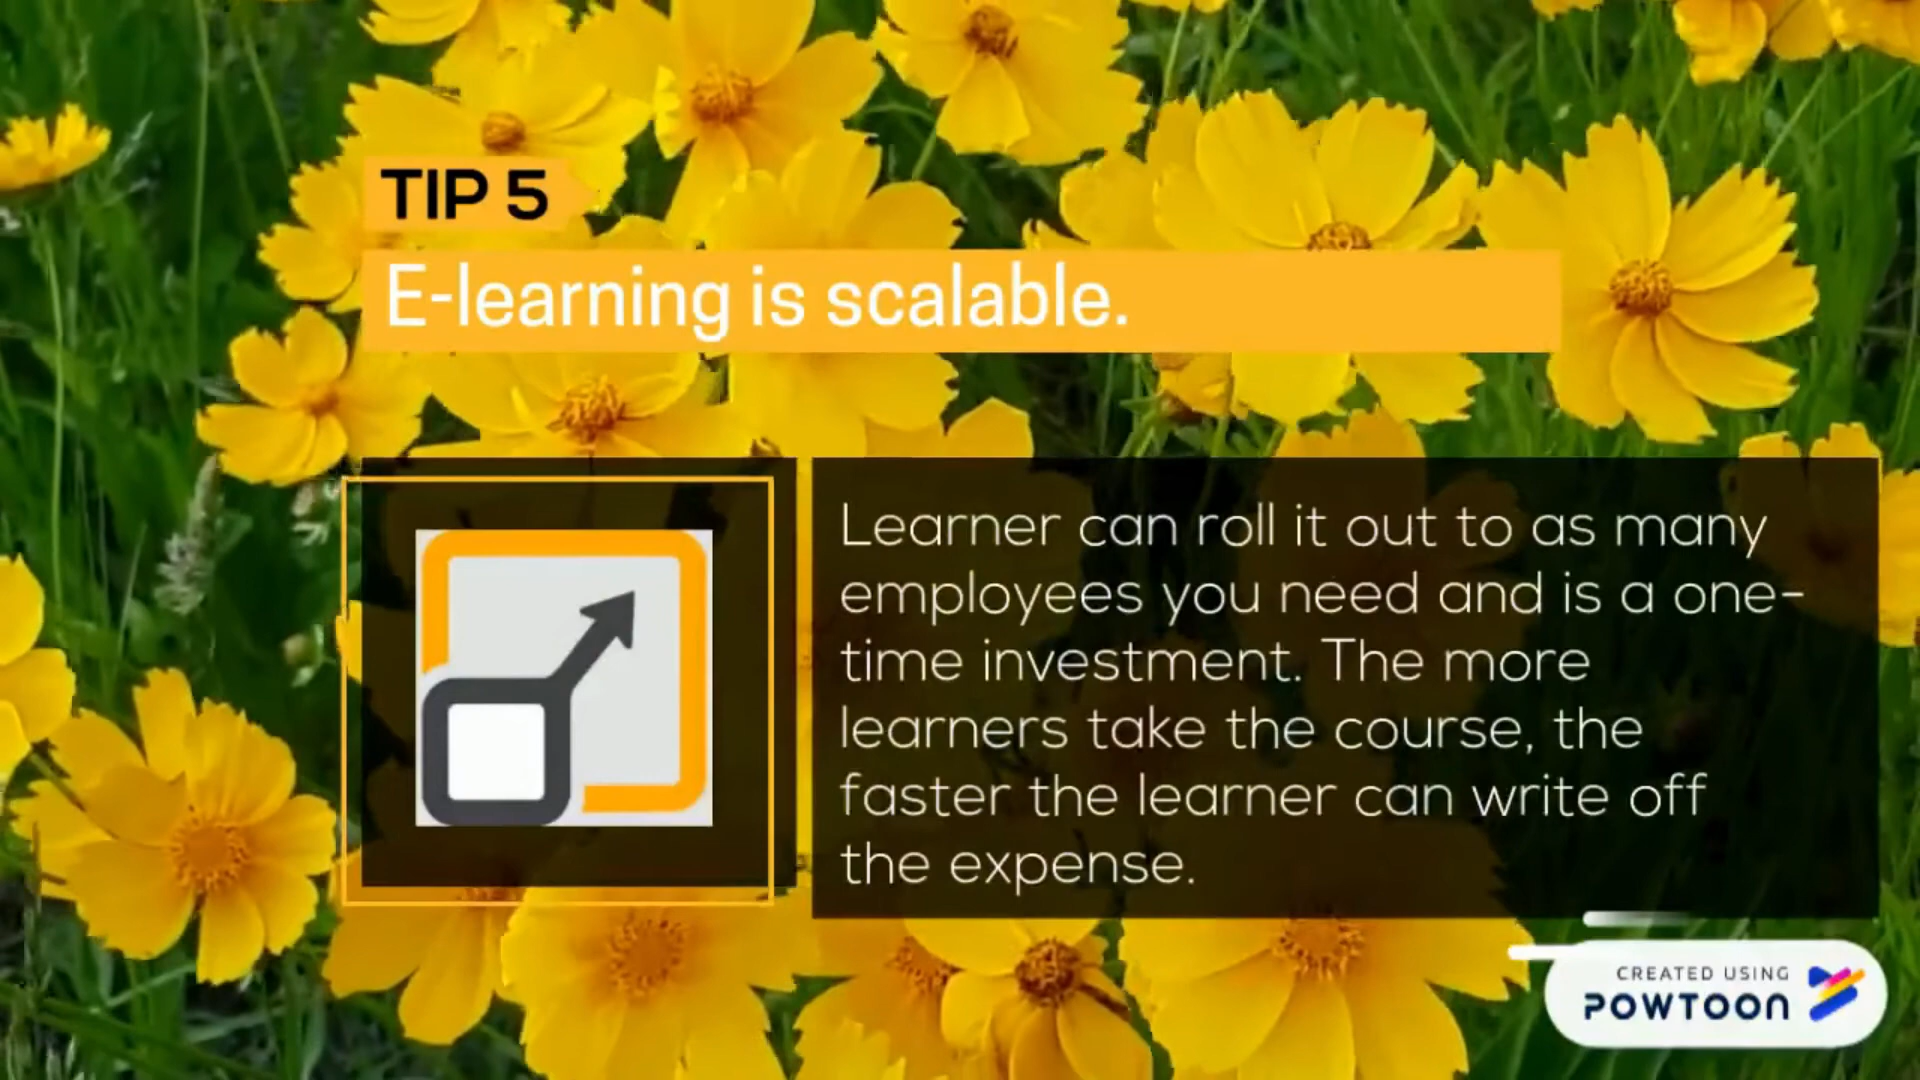 TIP 5
E-learning is scalable.
Learner can roll it out to as many
employees you need and is a one-
time investment. The more
learners take the course, the
faster the learner can write off
the expense.
CREATED USING
POWTOON